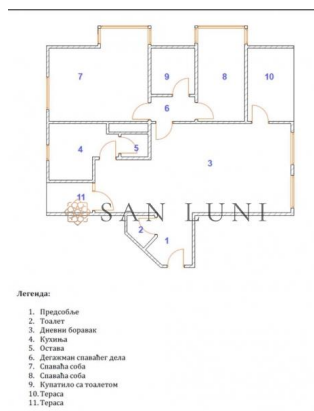 7
9
8
10
6
4
5
3
11
SAN LUNI
2
1
Легенда:
1. Предсобље
2. Тоалет
3. Дневни боравак
4. Кухиња
5. Остава
6. Дегажман спаваћег дела
7. Спаваћа соба
8. Спаваћа соба
9. Купатило са тоалетом
10. Тераса
11. Тераса